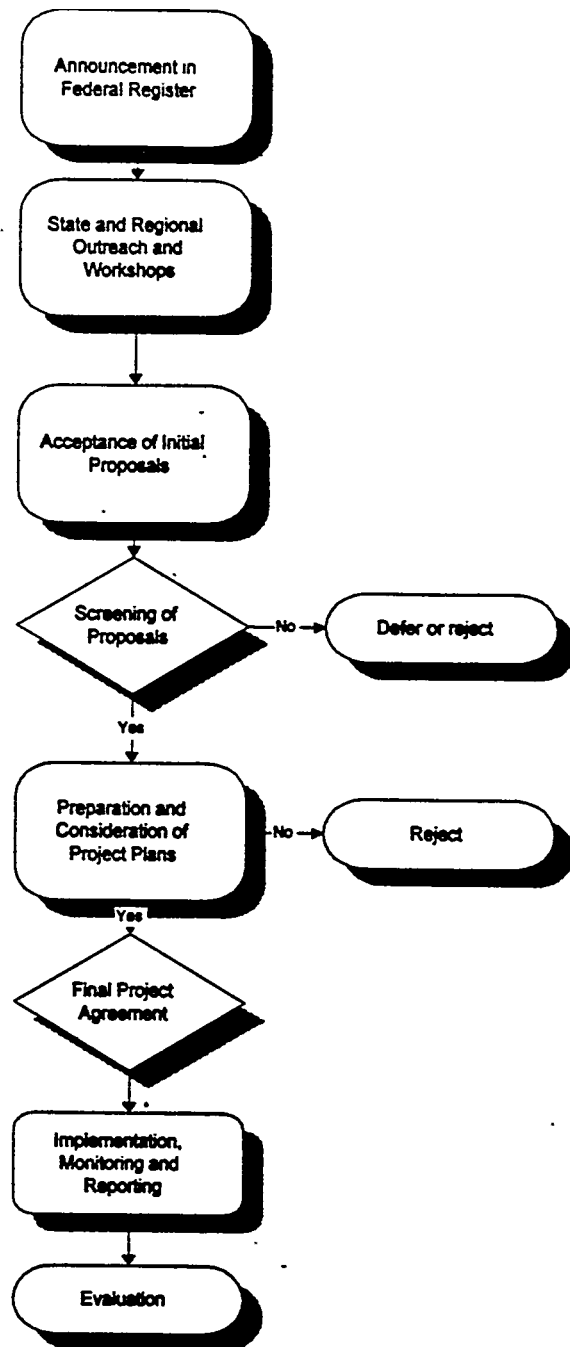 Announcement in
Federal Register
State and Regional
Outreach and
Workshops
Acceptance of Initial
Proposals
Screening of
Proposals
No
Defer or reject
Yes
Preparation and
Consideration of
Project Plans
No
Reject
Yes
Final Project
Agreement
Implementation,
Monitoring and
Reporting
Evaluation